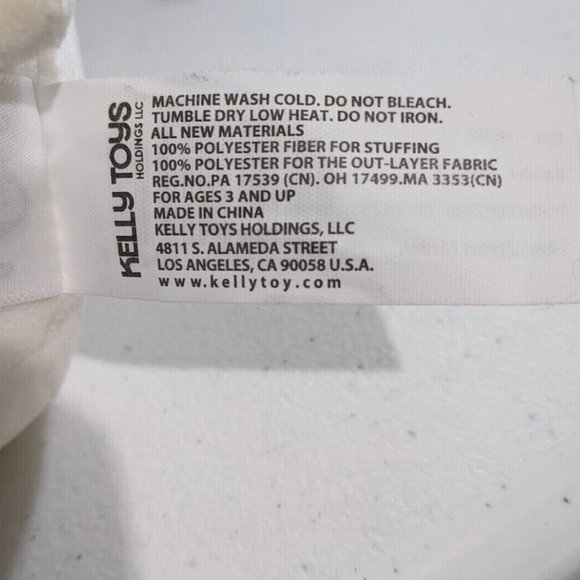 KELLY TOYS
HOLDINGS LLC
MACHINE WASH COLD. DO NOT BLEACH.
TUMBLE DRY LOW HEAT. DO NOT IRON.
ALL NEW MATERIALS
100% POLYESTER FIBER FOR STUFFING
100% POLYESTER FOR THE OUT-LAYER FABRIC
REG.NO.PA 17539 (CN). OH 17499.MA 3353(CN)
FOR AGES 3 AND UP
MADE IN CHINA
KELLY TOYS HOLDINGS, LLC
4811 S. ALAMEDA STREET
LOS ANGELES, CA 90058 U.S.A.
www.kellytoy.com